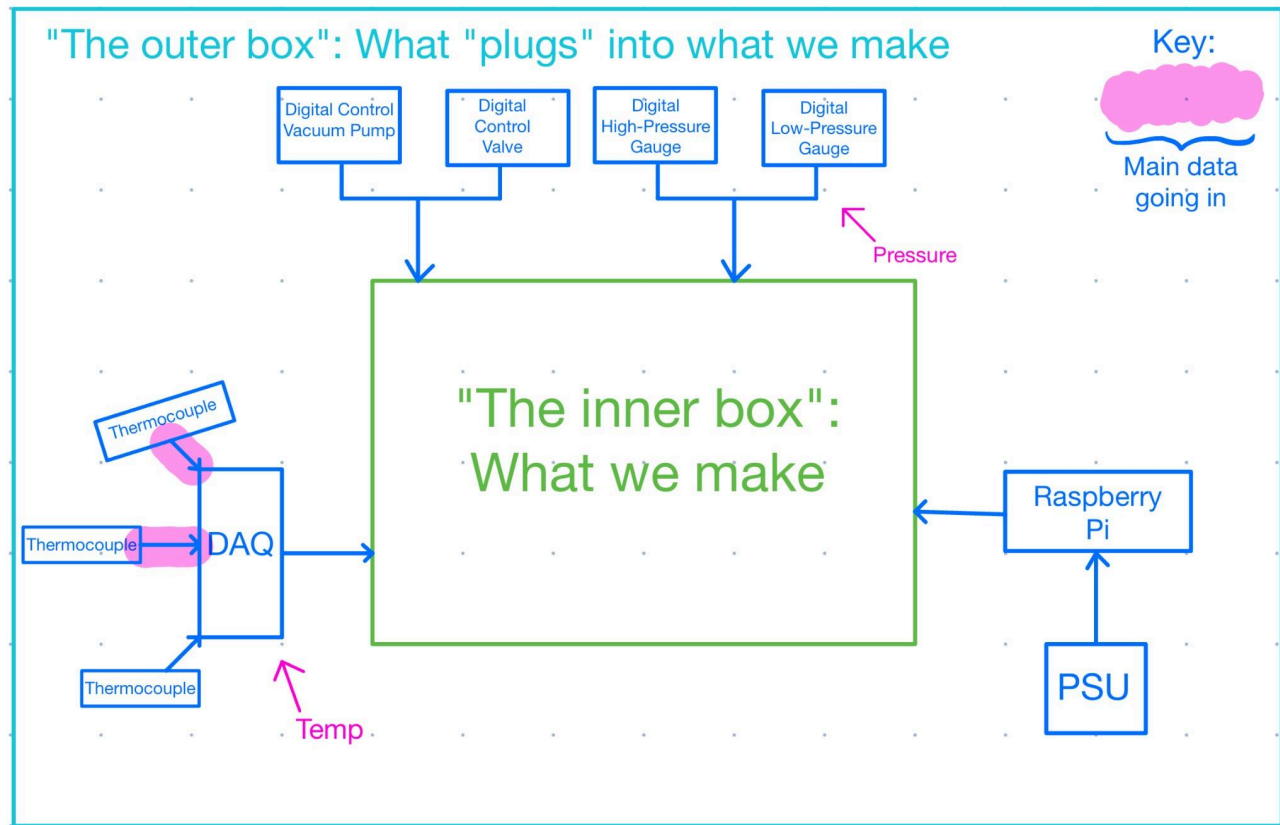 "The outer box": What "plugs" into what we make
Key:
Main data
going in
Digital Control
Vacuum Pump
Digital
Control
Valve
Digital
High-Pressure
Gauge
Digital
Low-Pressure
Gauge
Pressure
"The inner box":
What we make
Thermocouple
Thermocouple
Thermocouple
DAQ
Temp
Raspberry
Pi
PSU